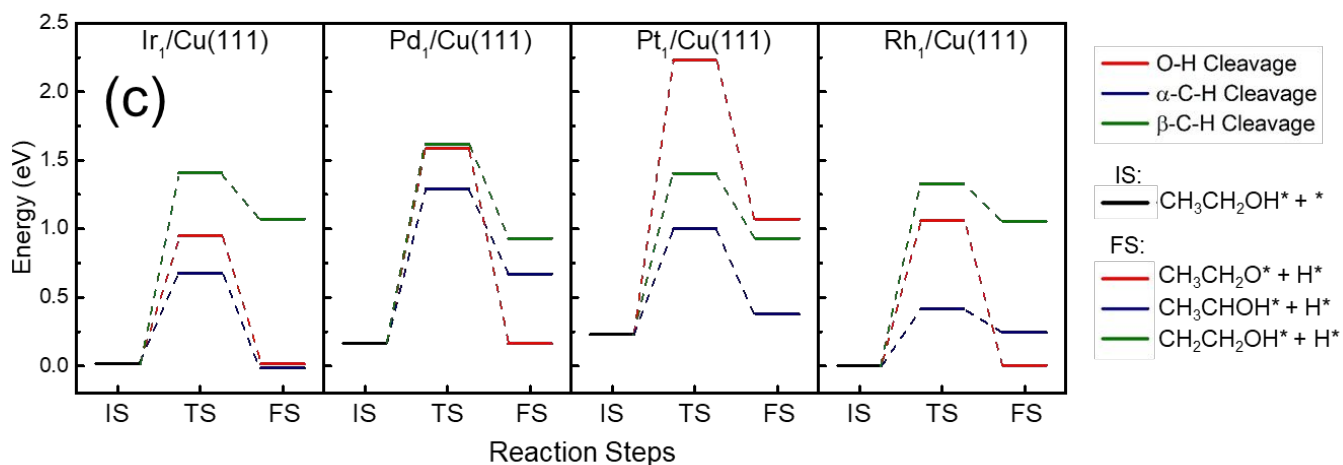 Ir₁/Cu(111)
Pd₁/Cu(111)
Pt₁/Cu(111)
Rh₁/Cu(111)
(c)
Energy (eV)
2.5
2.0
1.5
1.0
0.5
0.0
IS TS FS
IS TS FS
IS TS FS
IS TS FS
Reaction Steps
O-H Cleavage
α-C-H Cleavage
β-C-H Cleavage
IS:
CH₃CH₂OH* + *
FS:
CH₃CH₂O* + H*
CH₃CHOH* + H*
CH₂CH₂OH* + H*